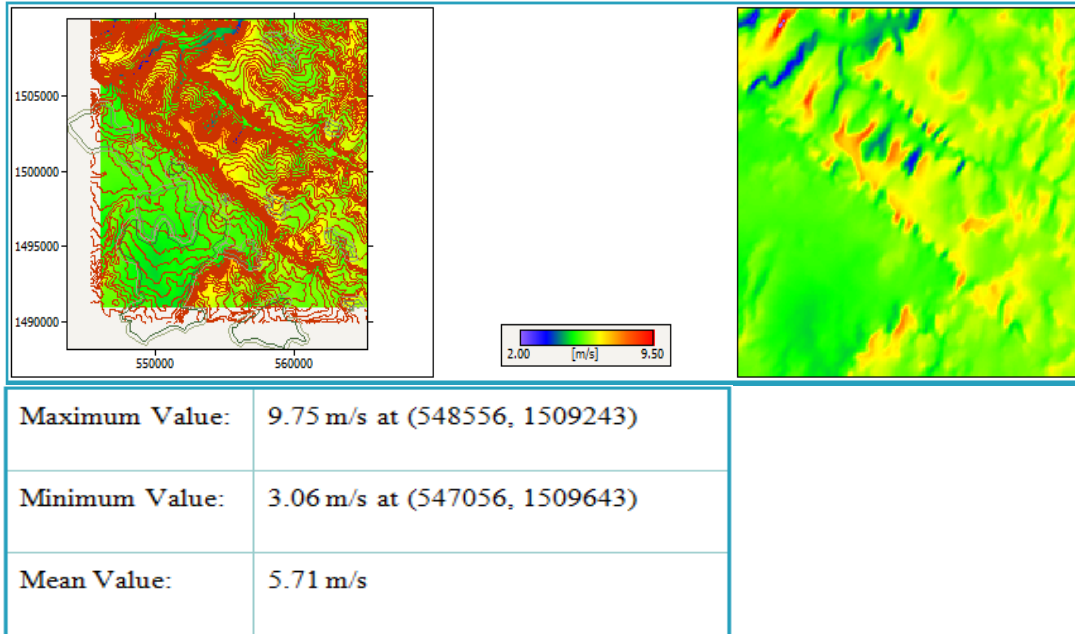 1505000
1500000
1495000
1490000
550000 560000
2.00 [m/s] 9.50
Maximum Value: 9.75 m/s at (548556, 1509243)
Minimum Value: 3.06 m/s at (547056, 1509643)
Mean Value: 5.71 m/s